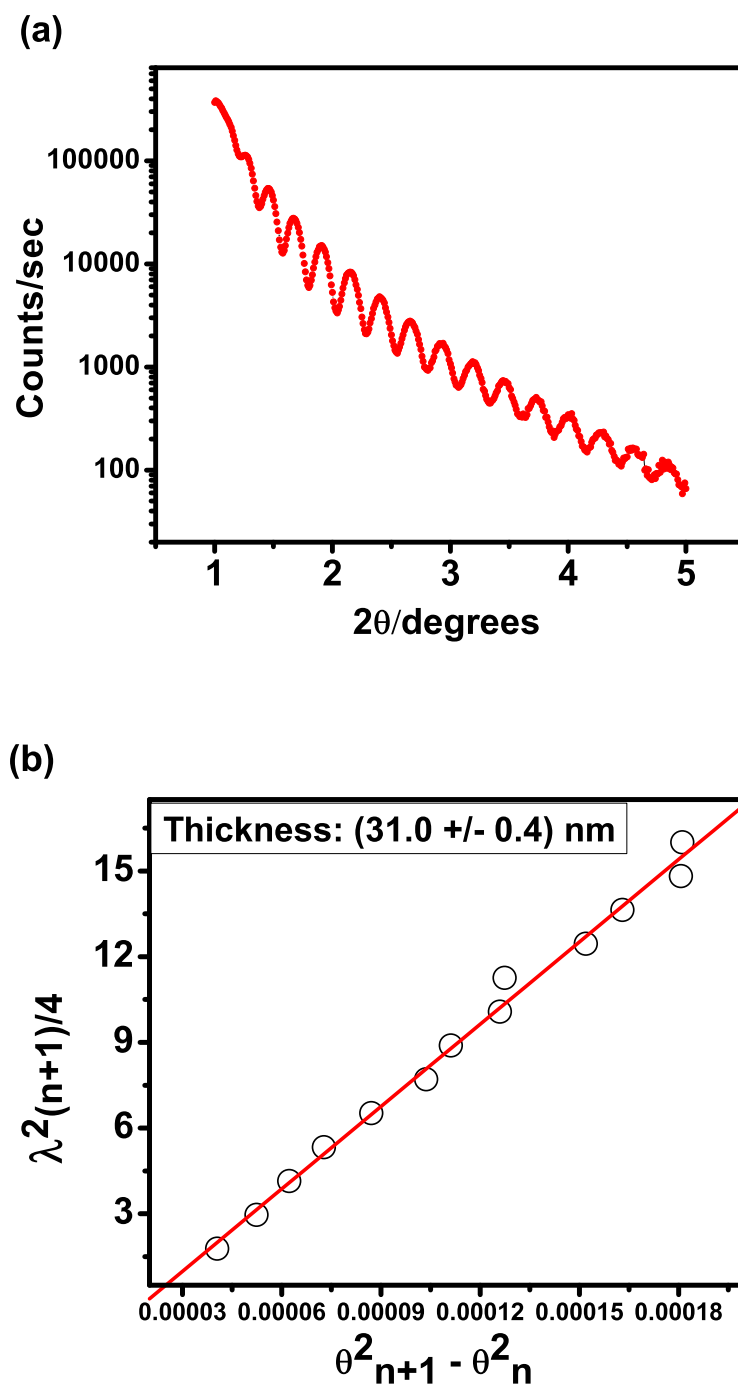 (a)
Counts/sec
100000
10000
1000
100
1 2 3 4 5
2θ/degrees
(b)
Thickness: (31.0 +/- 0.4) nm
λ²(n+1)/4
15
12
9
6
3
0.00003 0.00006 0.00009 0.00012 0.00015 0.00018
θ²n+1 - θ²n